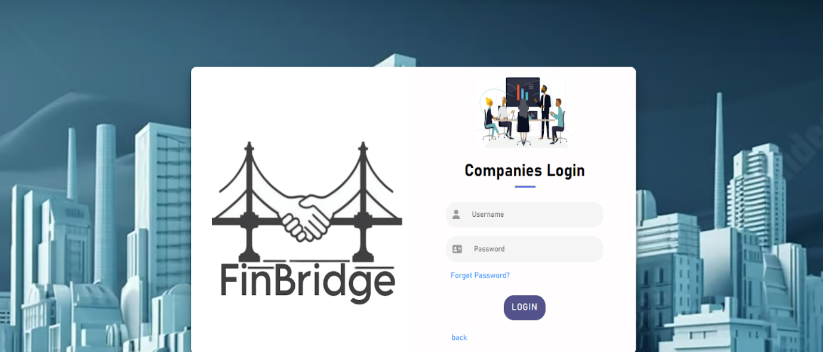 FinBridge
Companies Login
Username
Password
Forget Password?
LOGIN
back